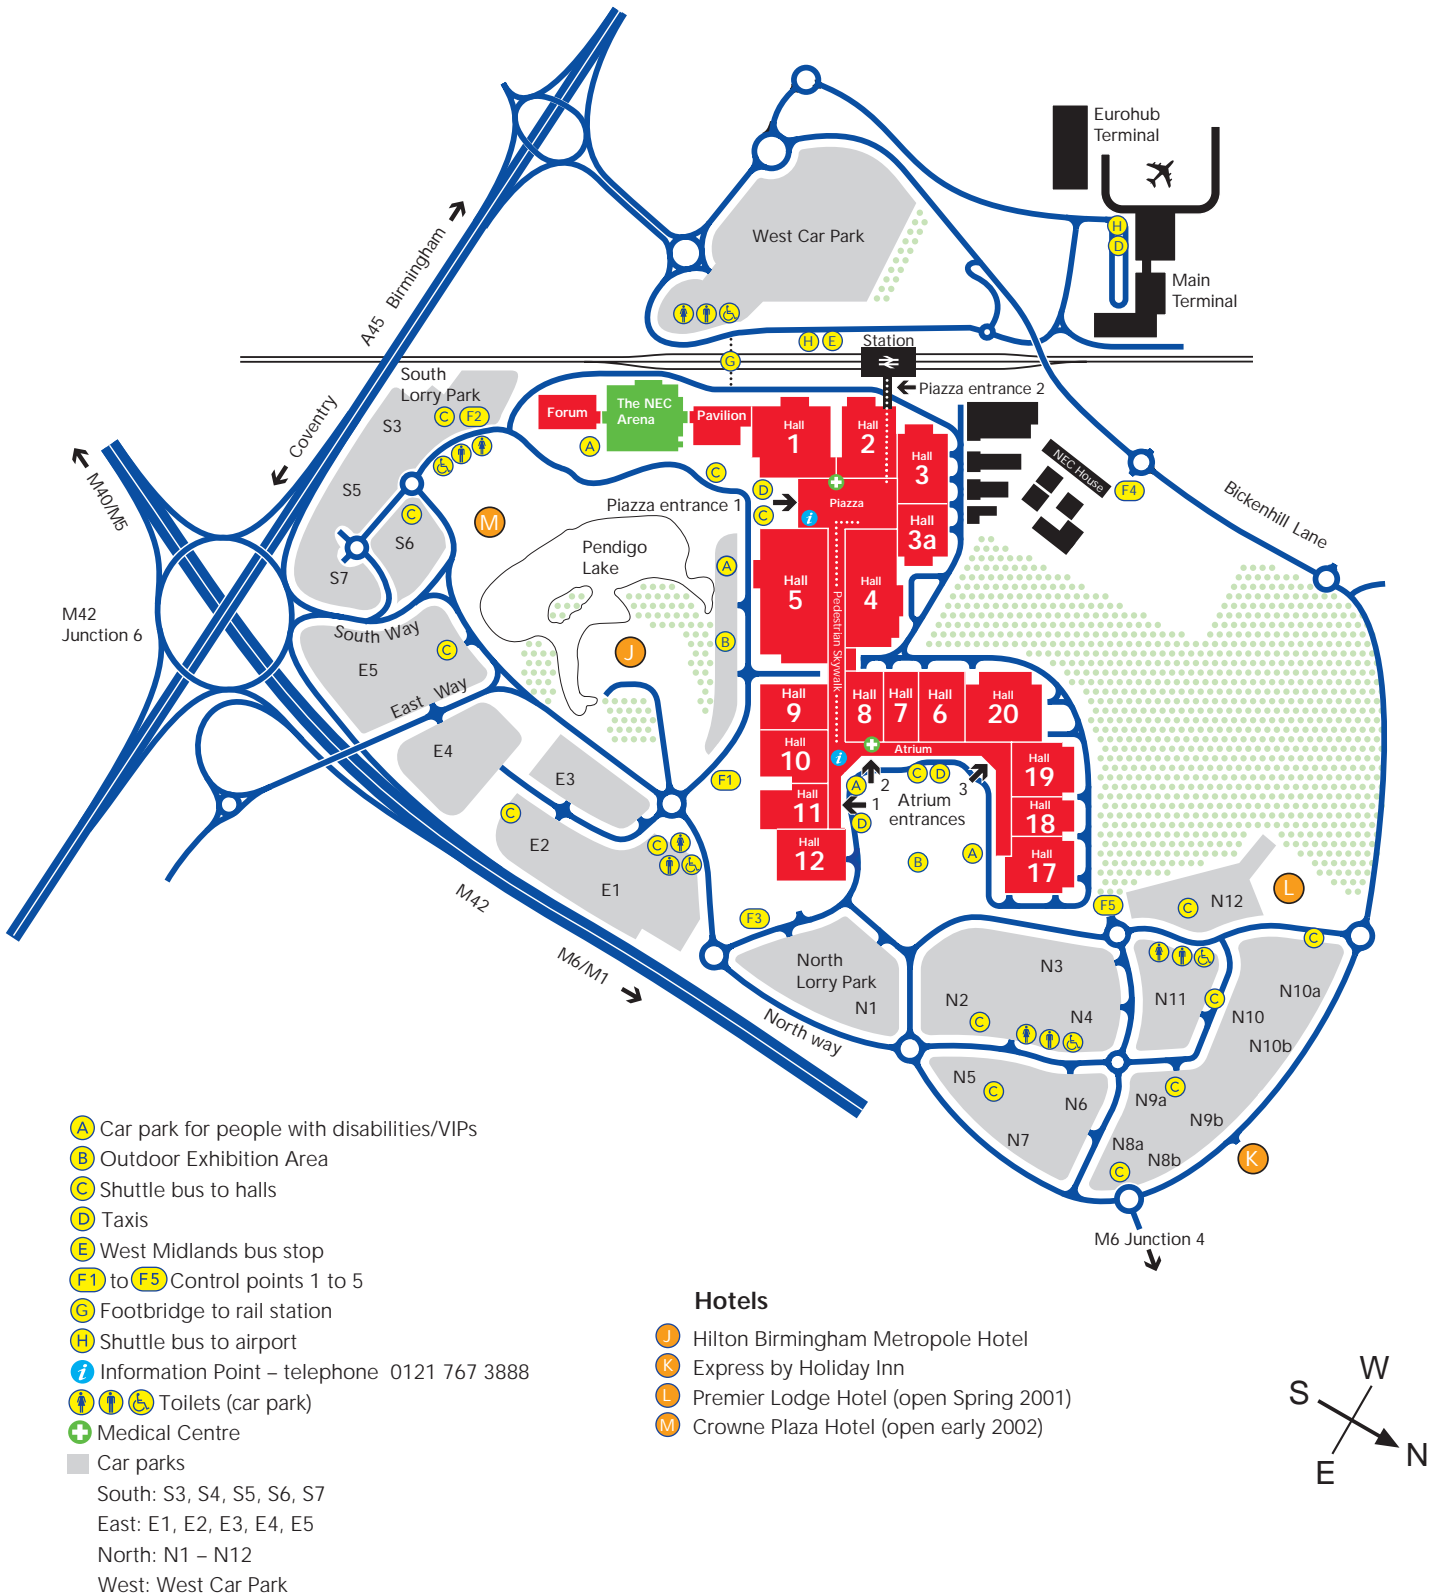 Eurohub
Terminal
H
D
Main
Terminal
West Car Park
A45 Birmingham
H E
Station
G
Piazza entrance 2
South
Lorry Park
S3
C F2
Coventry
M40/M5
Forum
The NEC
Arena
Pavilion
A
Hall
1
Hall
2
Hall
3
NEC House
F4
Bickenhill Lane
C
D
Piazza entrance 1
C
Piazza
i
Hall
3a
S5
C
S6
S7
M
Pendigo
Lake
A
Hall
5
Hall
4
Pedestrian Skywalk
M42
Junction 6
South Way
C
E5
East Way
J
B
Hall
9
Hall
8
Hall
7
Hall
6
Hall
20
E4
E3
F1
Hall
10
i
Atrium
Hall
19
Hall
11
A
2
1
C D
3
Atrium
entrances
D
Hall
18
C
E2
C
Hall
12
B
A
Hall
17
E1
M42
F3
F5
C
N12
L
M6/M1
North
Lorry Park
N1
North way
N3
N2
C
N4
N11
C
C
N10a
N10
N10b
N5
C
N6
N7
N9a
C
N9b
N8a
N8b
C
K
M6 Junction 4
A Car park for people with disabilities/VIPs
B Outdoor Exhibition Area
C Shuttle bus to halls
D Taxis
E West Midlands bus stop
F1 to F5 Control points 1 to 5
G Footbridge to rail station
H Shuttle bus to airport
i Information Point – telephone 0121 767 3888
Toilets (car park)
Medical Centre
Car parks
South: S3, S4, S5, S6, S7
East: E1, E2, E3, E4, E5
North: N1 – N12
West: West Car Park
Hotels
J Hilton Birmingham Metropole Hotel
K Express by Holiday Inn
L Premier Lodge Hotel (open Spring 2001)
M Crowne Plaza Hotel (open early 2002)
W
S
N
E